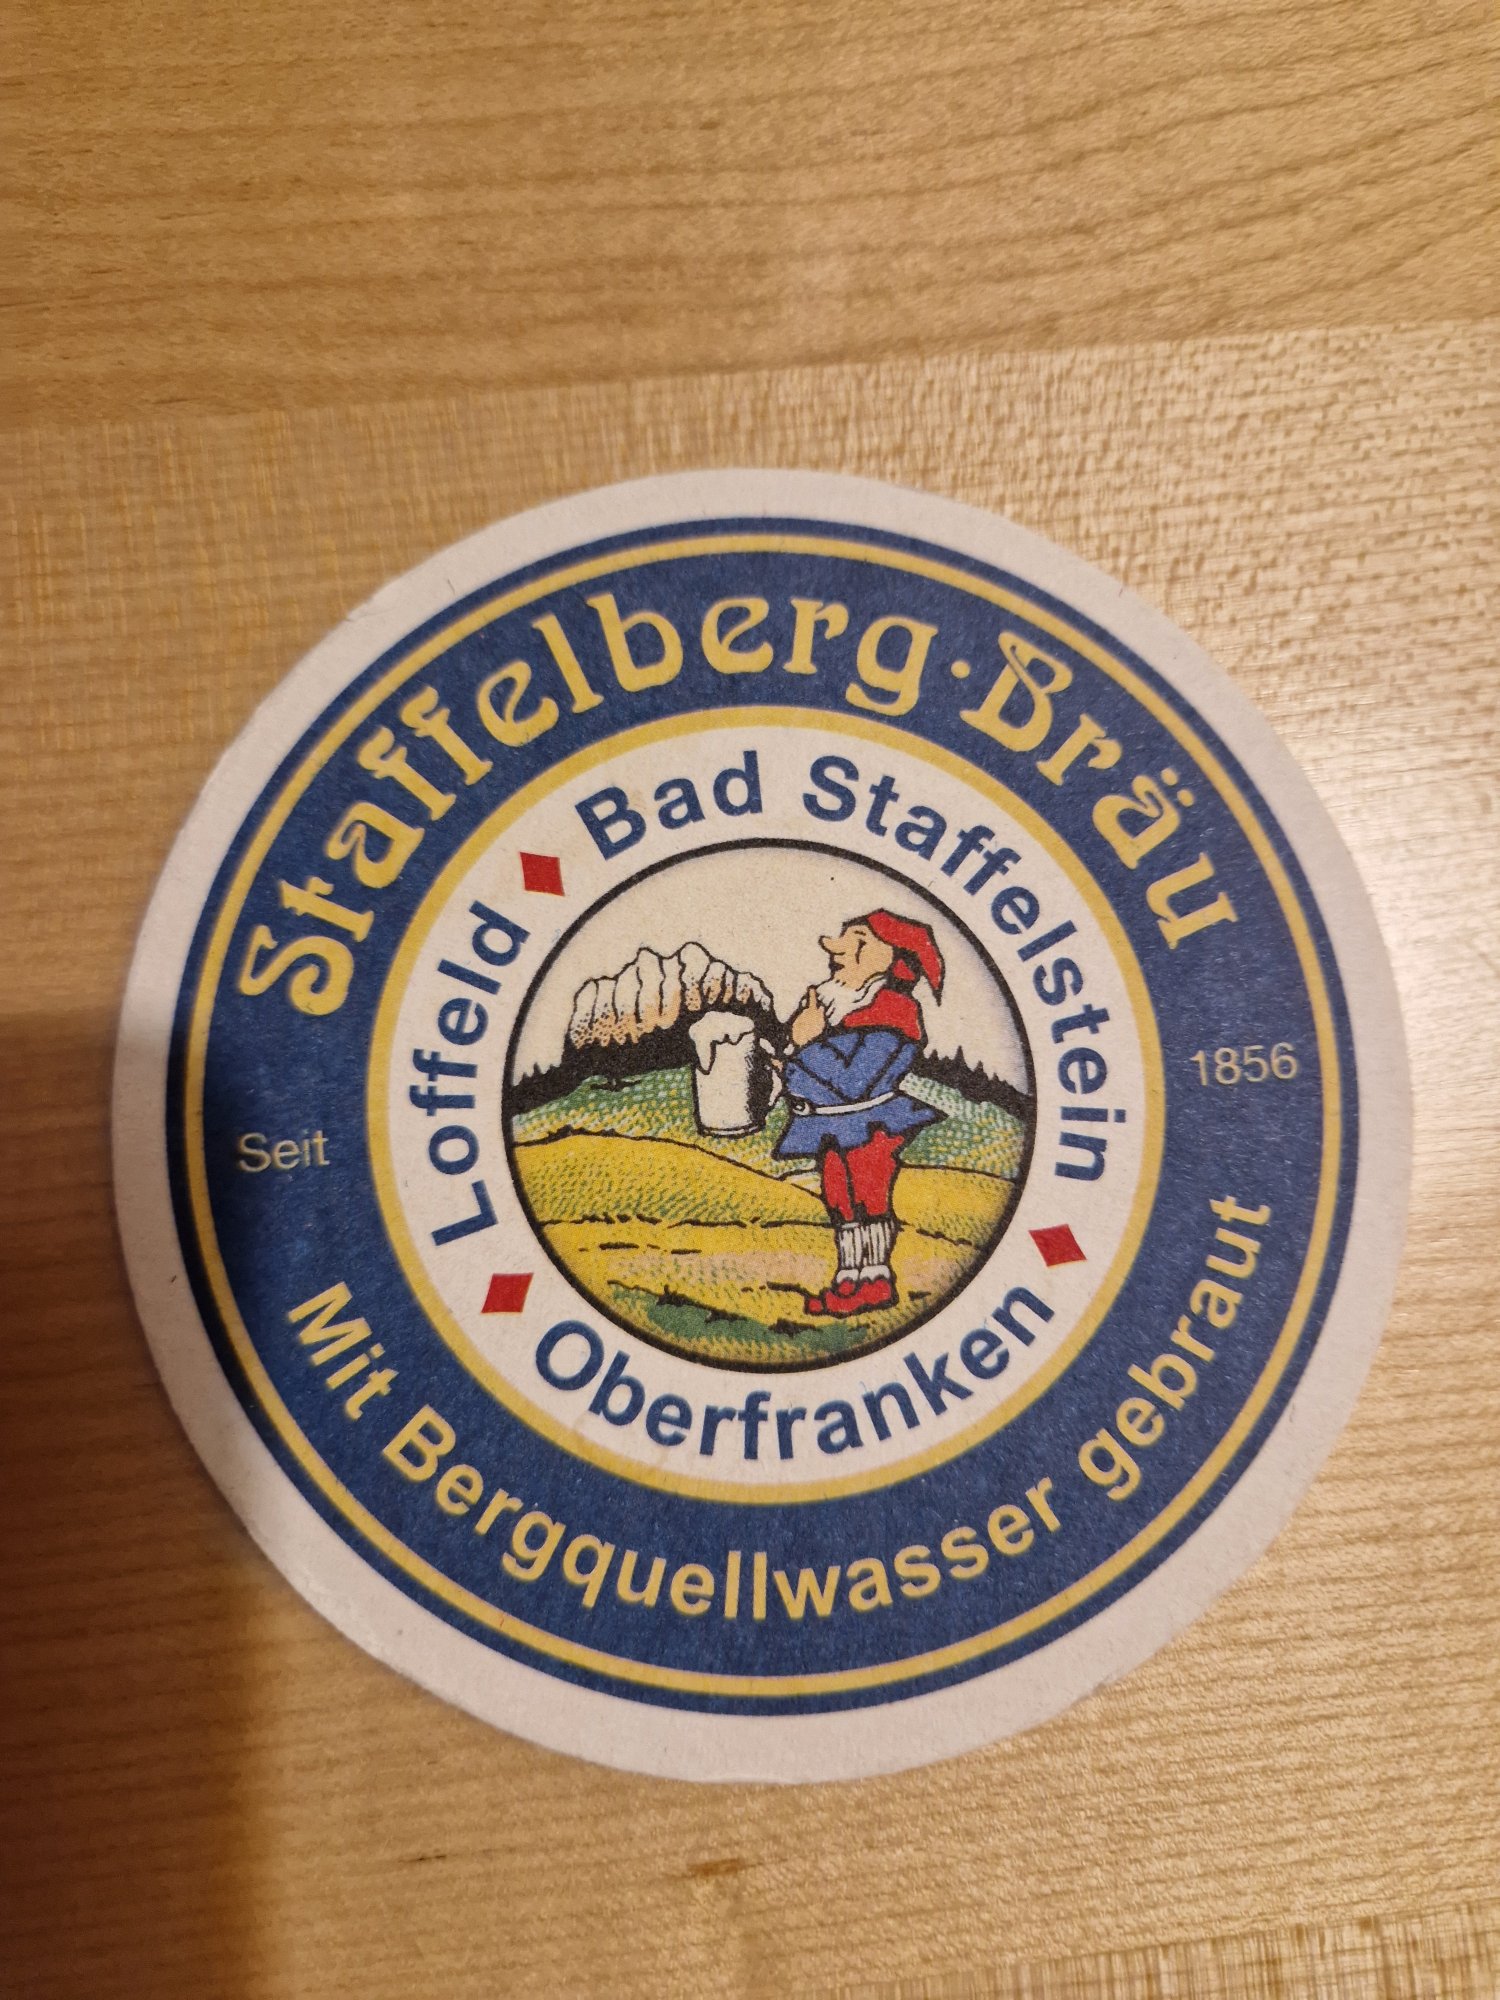 Staffelberg·Bräu
Seit 1856
Mit Bergquellwasser gebraut
Loffeld ♦ Bad Staffelstein ♦
Oberfranken ♦